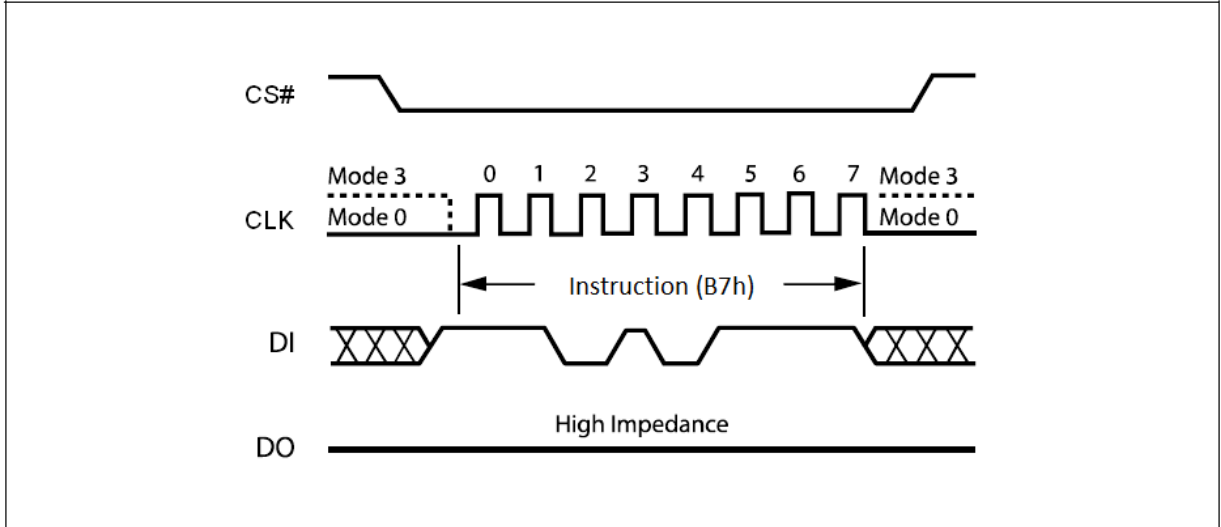 CS#
Mode 3 0 1 2 3 4 5 6 7 Mode 3
CLK Mode 0 Mode 0
Instruction (B7h)
DI
High Impedance
DO